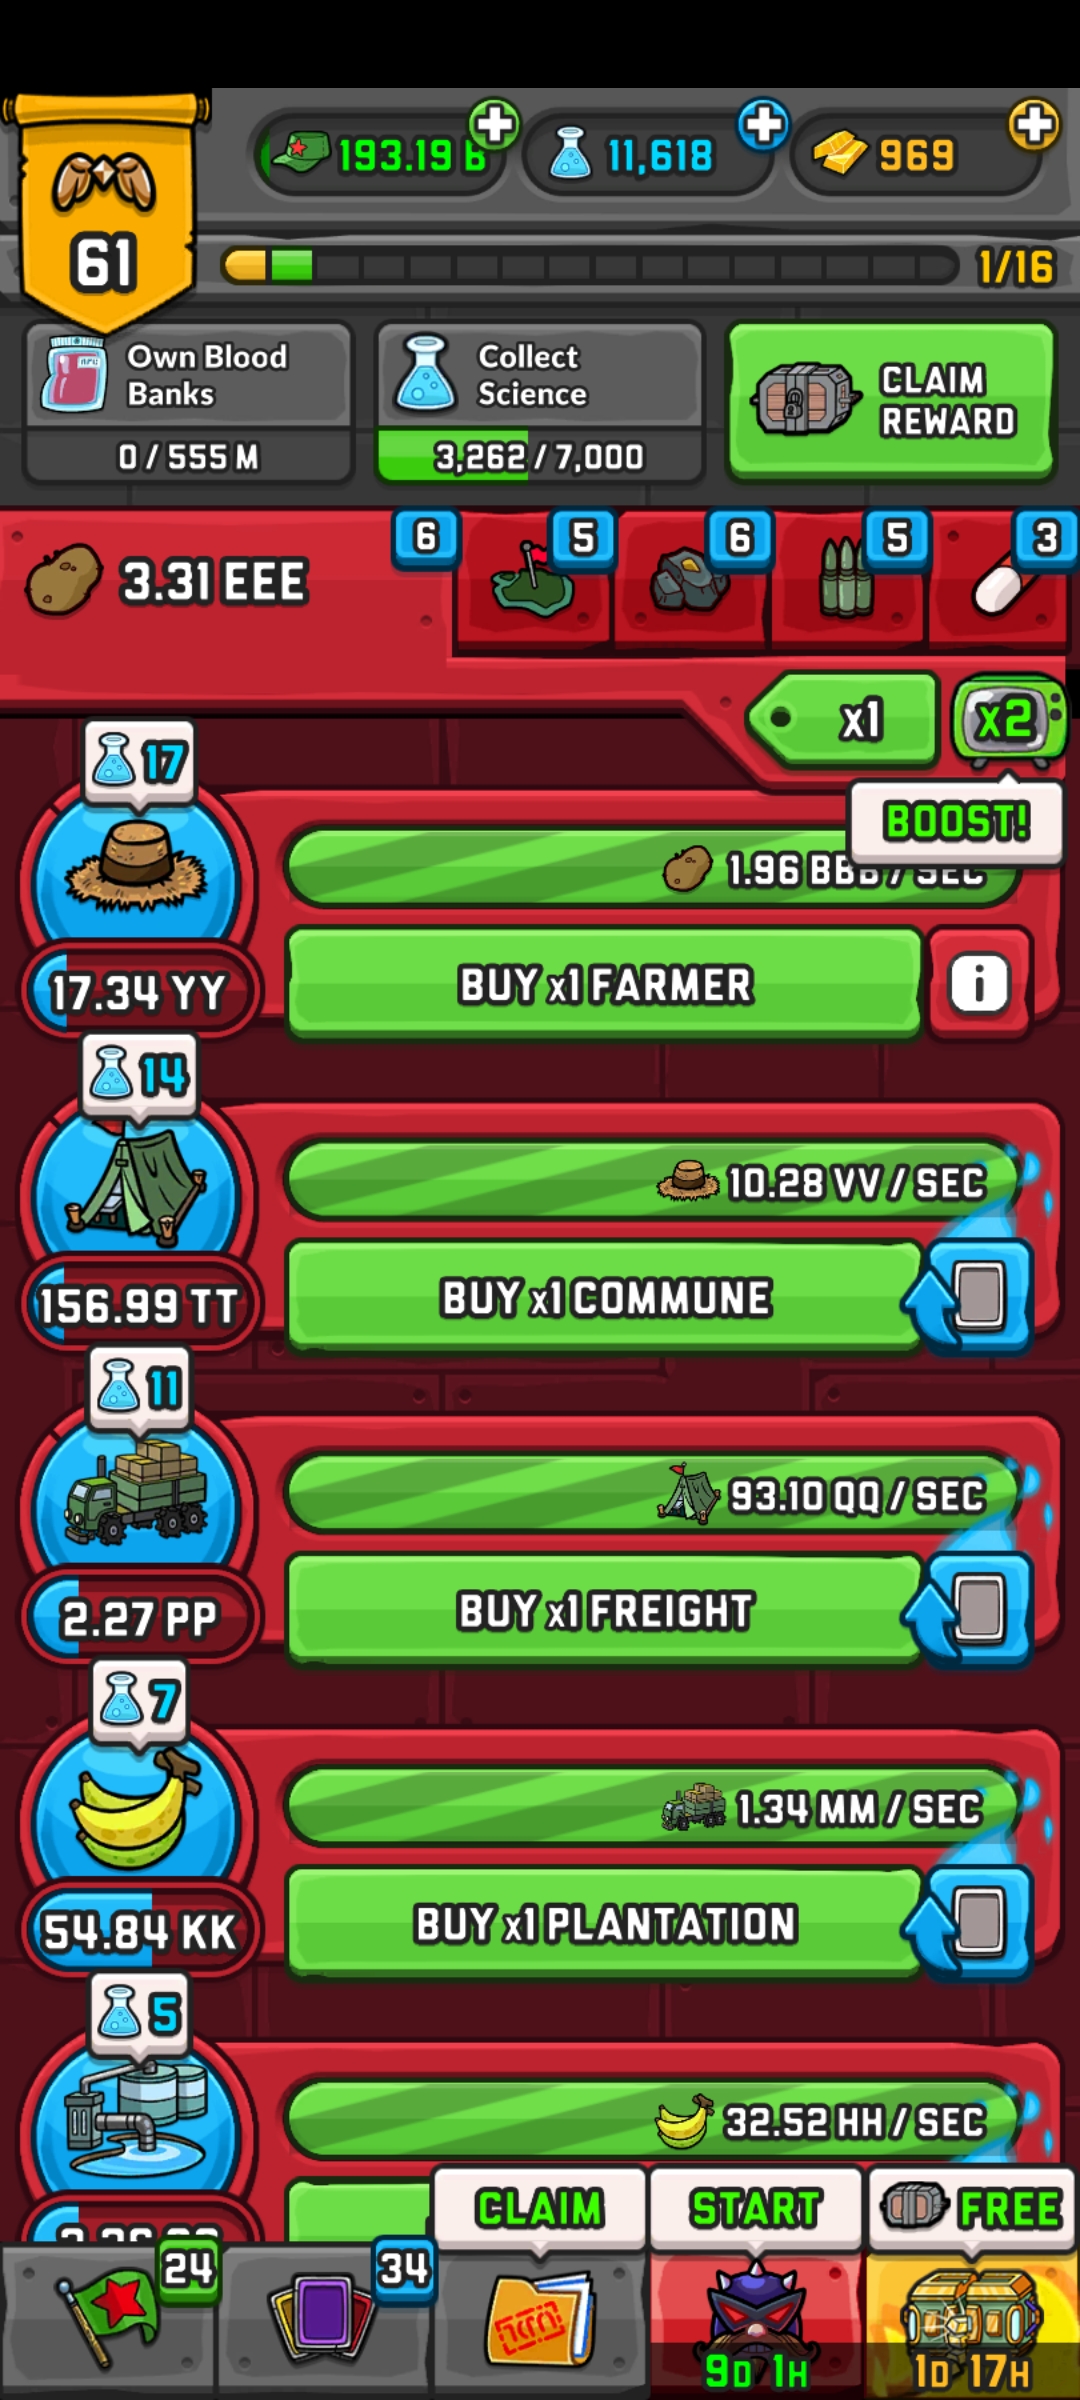 61
193.19 B
11,618
969
1/16
Own Blood
Banks
0 / 555 M
Collect
Science
3,262 / 7,000
CLAIM
REWARD
3.31 EEE
6
5
6
5
3
x1
x2
BOOST!
17
1.96 BBB / SEC
17.34 YY
BUY x1 FARMER
i
14
10.28 VV / SEC
156.99 TT
BUY x1 COMMUNE
11
93.10 QQ / SEC
2.27 PP
BUY x1 FREIGHT
7
1.34 MM / SEC
54.84 KK
BUY x1 PLANTATION
5
32.52 HH / SEC
CLAIM
START
FREE
24
34
9D 1H
1D 17H